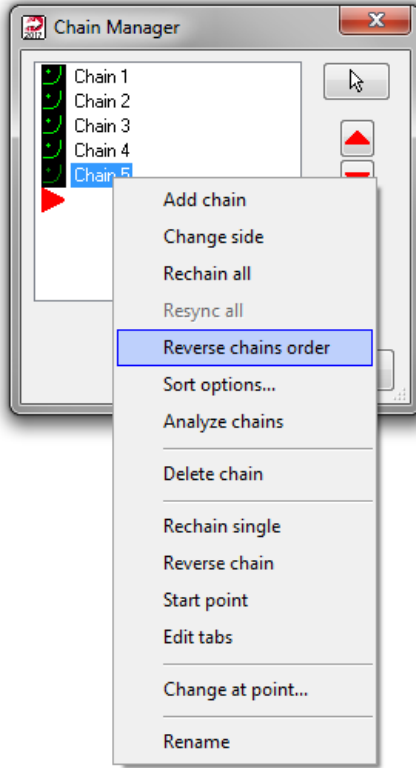 Chain Manager
2017
Chain 1
Chain 2
Chain 3
Chain 4
Chain 5
Add chain
Change side
Rechain all
Resync all
Reverse chains order
Sort options...
Analyze chains
Delete chain
Rechain single
Reverse chain
Start point
Edit tabs
Change at point...
Rename